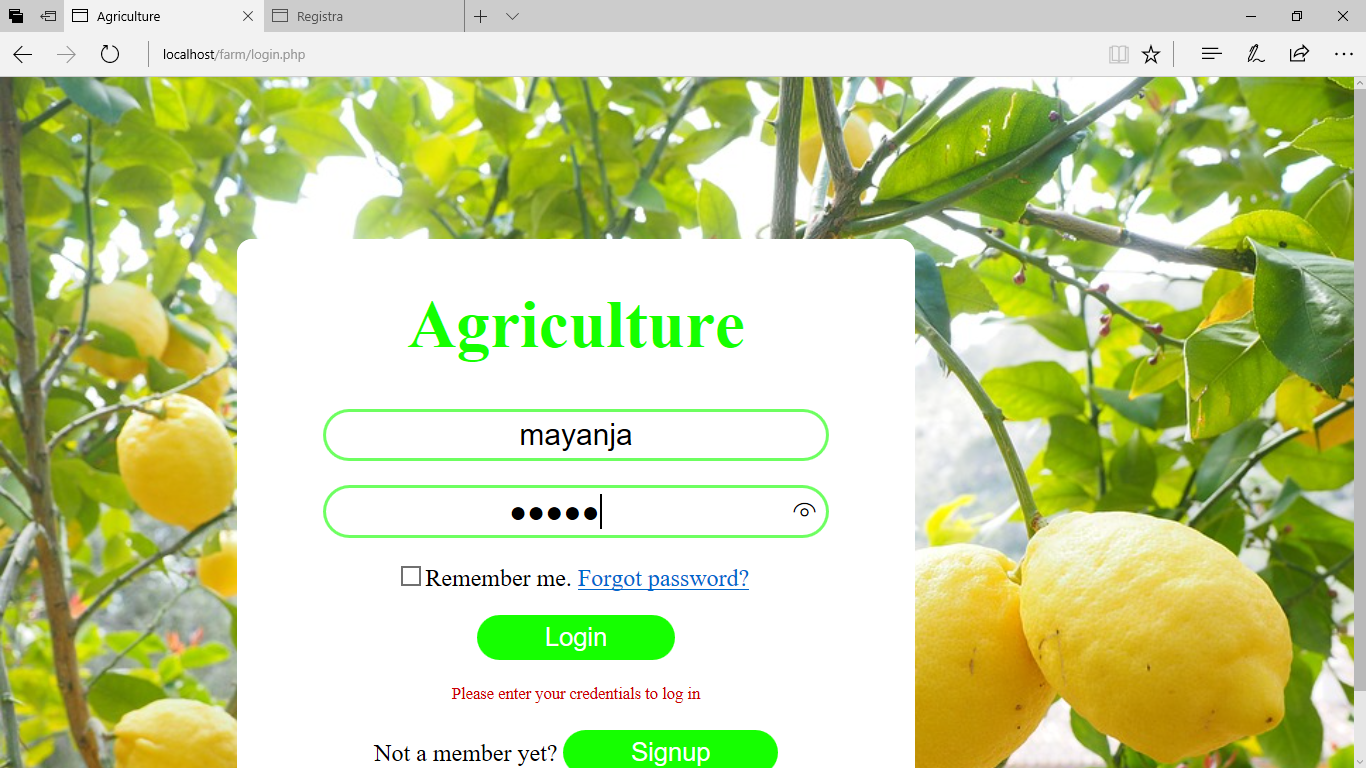 Agriculture
Registra
localhost/farm/login.php
Agriculture
mayanja
●●●●●
Remember me. Forgot password?
Login
Please enter your credentials to log in
Not a member yet? Signup